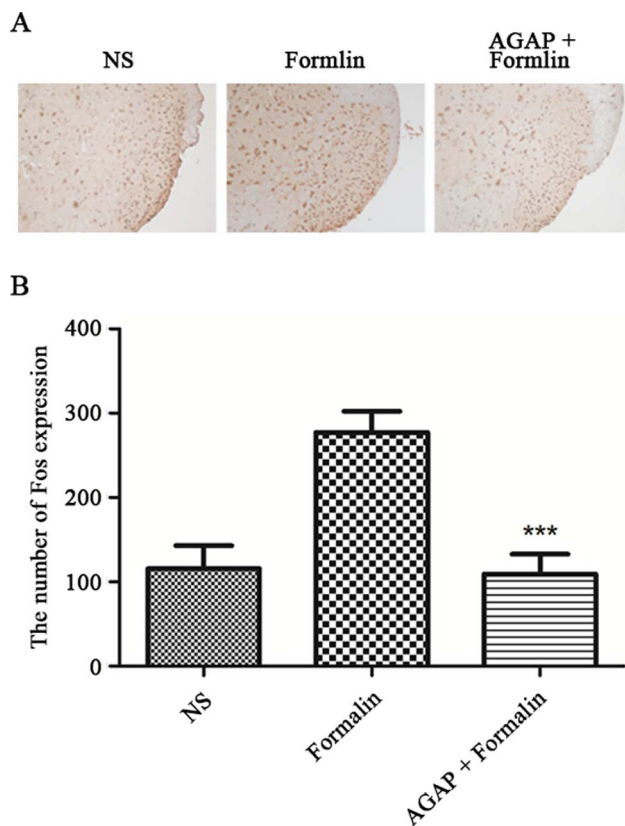 A
NS
Formlin
AGAP +
Formlin
B
The number of Fos expression
400
300
200
100
0
***
NS
Formalin
AGAP + Formalin